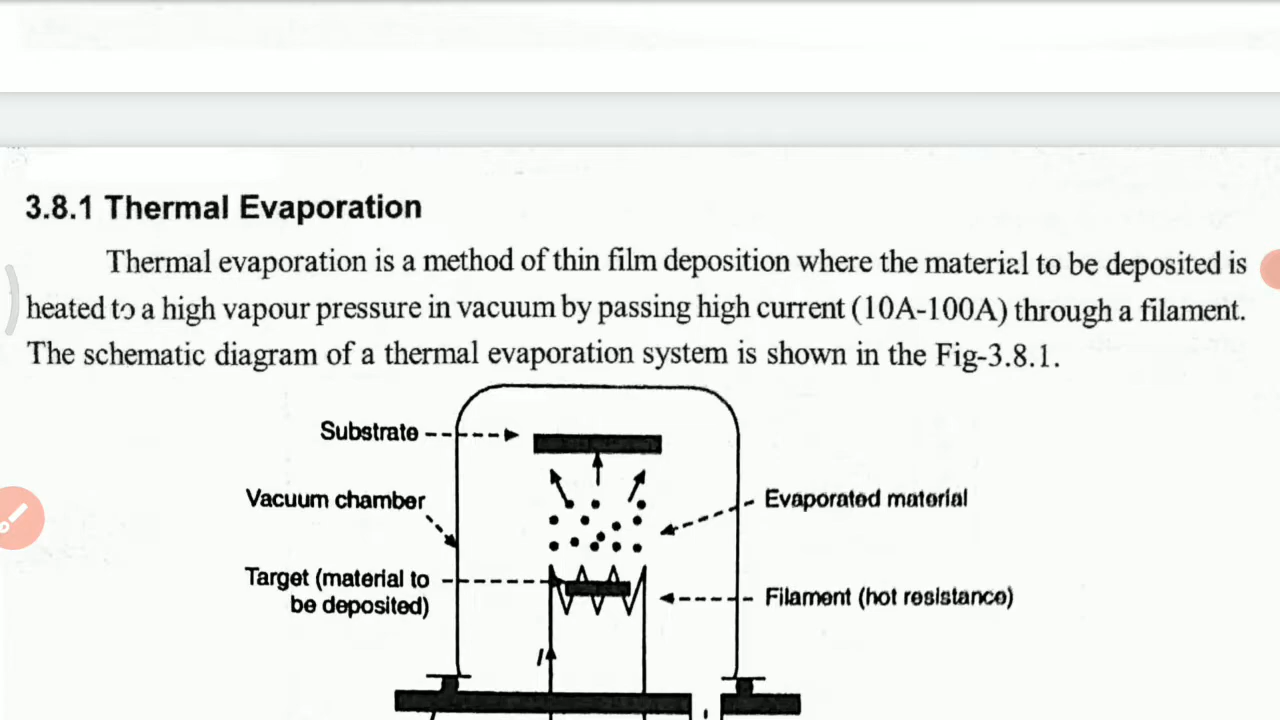 3.8.1 Thermal Evaporation
Thermal evaporation is a method of thin film deposition where the material to be deposited is
heated to a high vapour pressure in vacuum by passing high current (10A-100A) through a filament.
The schematic diagram of a thermal evaporation system is shown in the Fig-3.8.1.
Substrate
Vacuum chamber
Evaporated material
Target (material to
be deposited)
Filament (hot resistance)
I